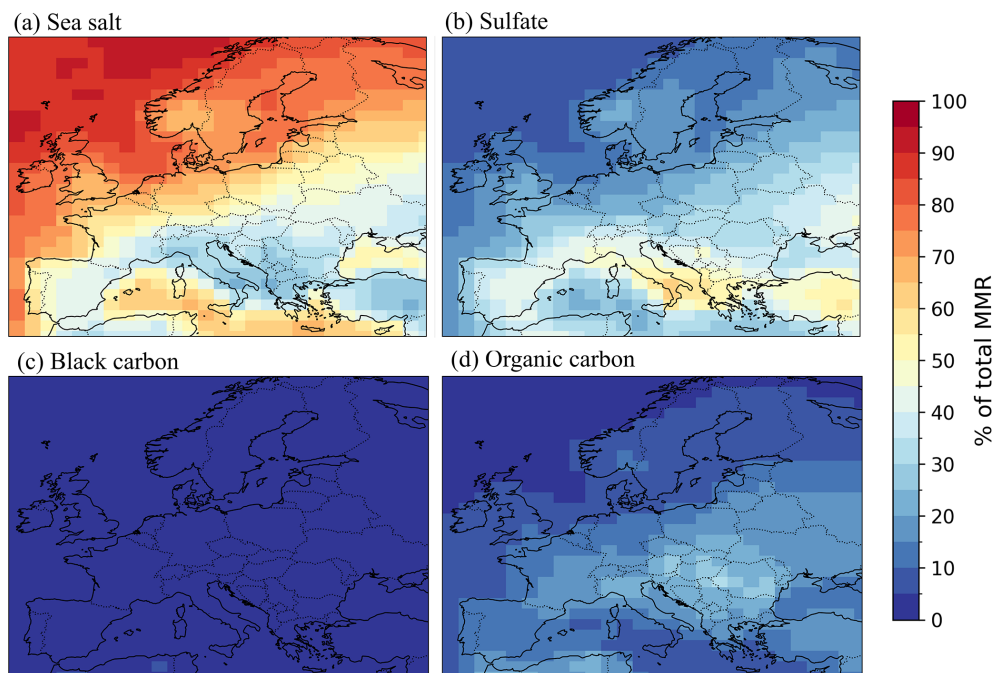 (a) Sea salt
(b) Sulfate
(c) Black carbon
(d) Organic carbon
100
90
80
70
60
50
40
30
20
10
0
% of total MMR